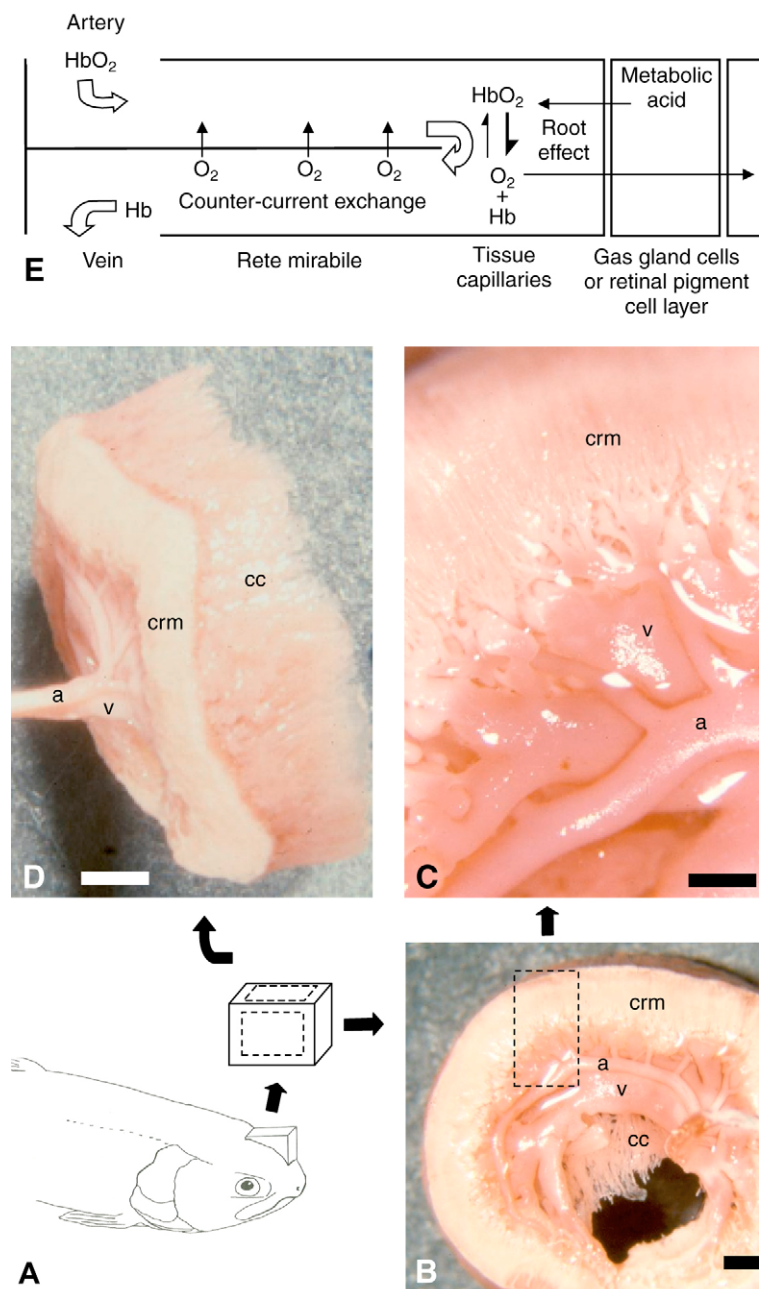 Artery
HbO2
HbO2
Metabolic
acid
Root
effect
O2
O2
O2
O2
+
Hb
Counter-current exchange
Hb
E
Vein
Rete mirabile
Tissue
capillaries
Gas gland cells
or retinal pigment
cell layer
crm
cc
crm
v
a
v
a
D
C
crm
a
v
cc
A
B